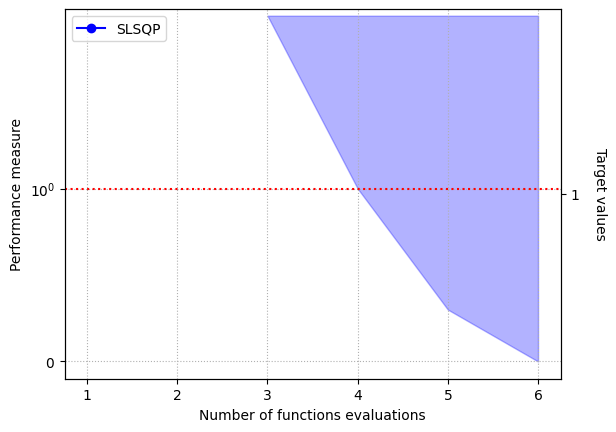 SLSQP
Performance measure
10⁰
0
1
Target values
1 2 3 4 5 6
Number of functions evaluations